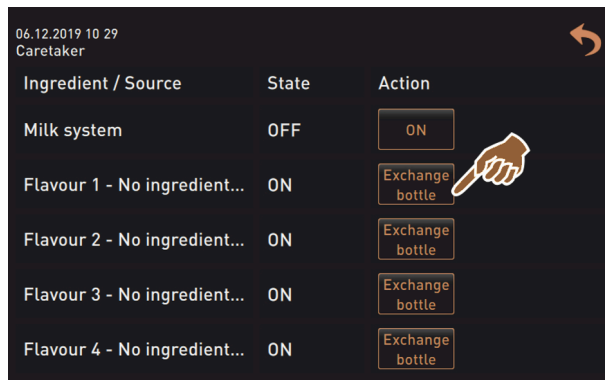 06.12.2019 10 29
Caretaker
Ingredient / Source State Action
Milk system OFF ON
Flavour 1 - No ingredient... ON Exchange bottle
Flavour 2 - No ingredient... ON Exchange bottle
Flavour 3 - No ingredient... ON Exchange bottle
Flavour 4 - No ingredient... ON Exchange bottle